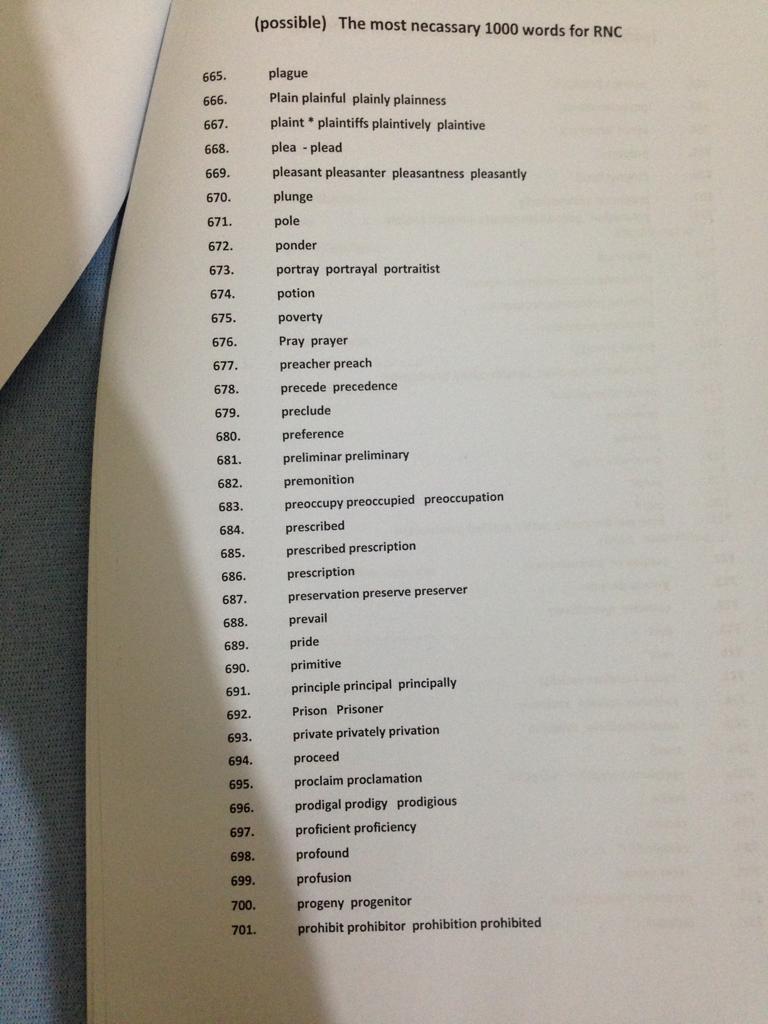 (possible) The most necassary 1000 words for RNC
665. plague
666. Plain plainful plainly plainness
667. plaint * plaintiffs plaintively plaintive
668. plea - plead
669. pleasant pleasanter pleasantness pleasantly
670. plunge
671. pole
672. ponder
673. portray portrayal portraitist
674. potion
675. poverty
676. Pray prayer
677. preacher preach
678. precede precedence
679. preclude
680. preference
681. preliminar preliminary
682. premonition
683. preoccupy preoccupied preoccupation
684. prescribed
685. prescribed prescription
686. prescription
687. preservation preserve preserver
688. prevail
689. pride
690. primitive
691. principle principal principally
692. Prison Prisoner
693. private privately privation
694. proceed
695. proclaim proclamation
696. prodigal prodigy prodigious
697. proficient proficiency
698. profound
699. profusion
700. progeny progenitor
701. prohibit prohibitor prohibition prohibited